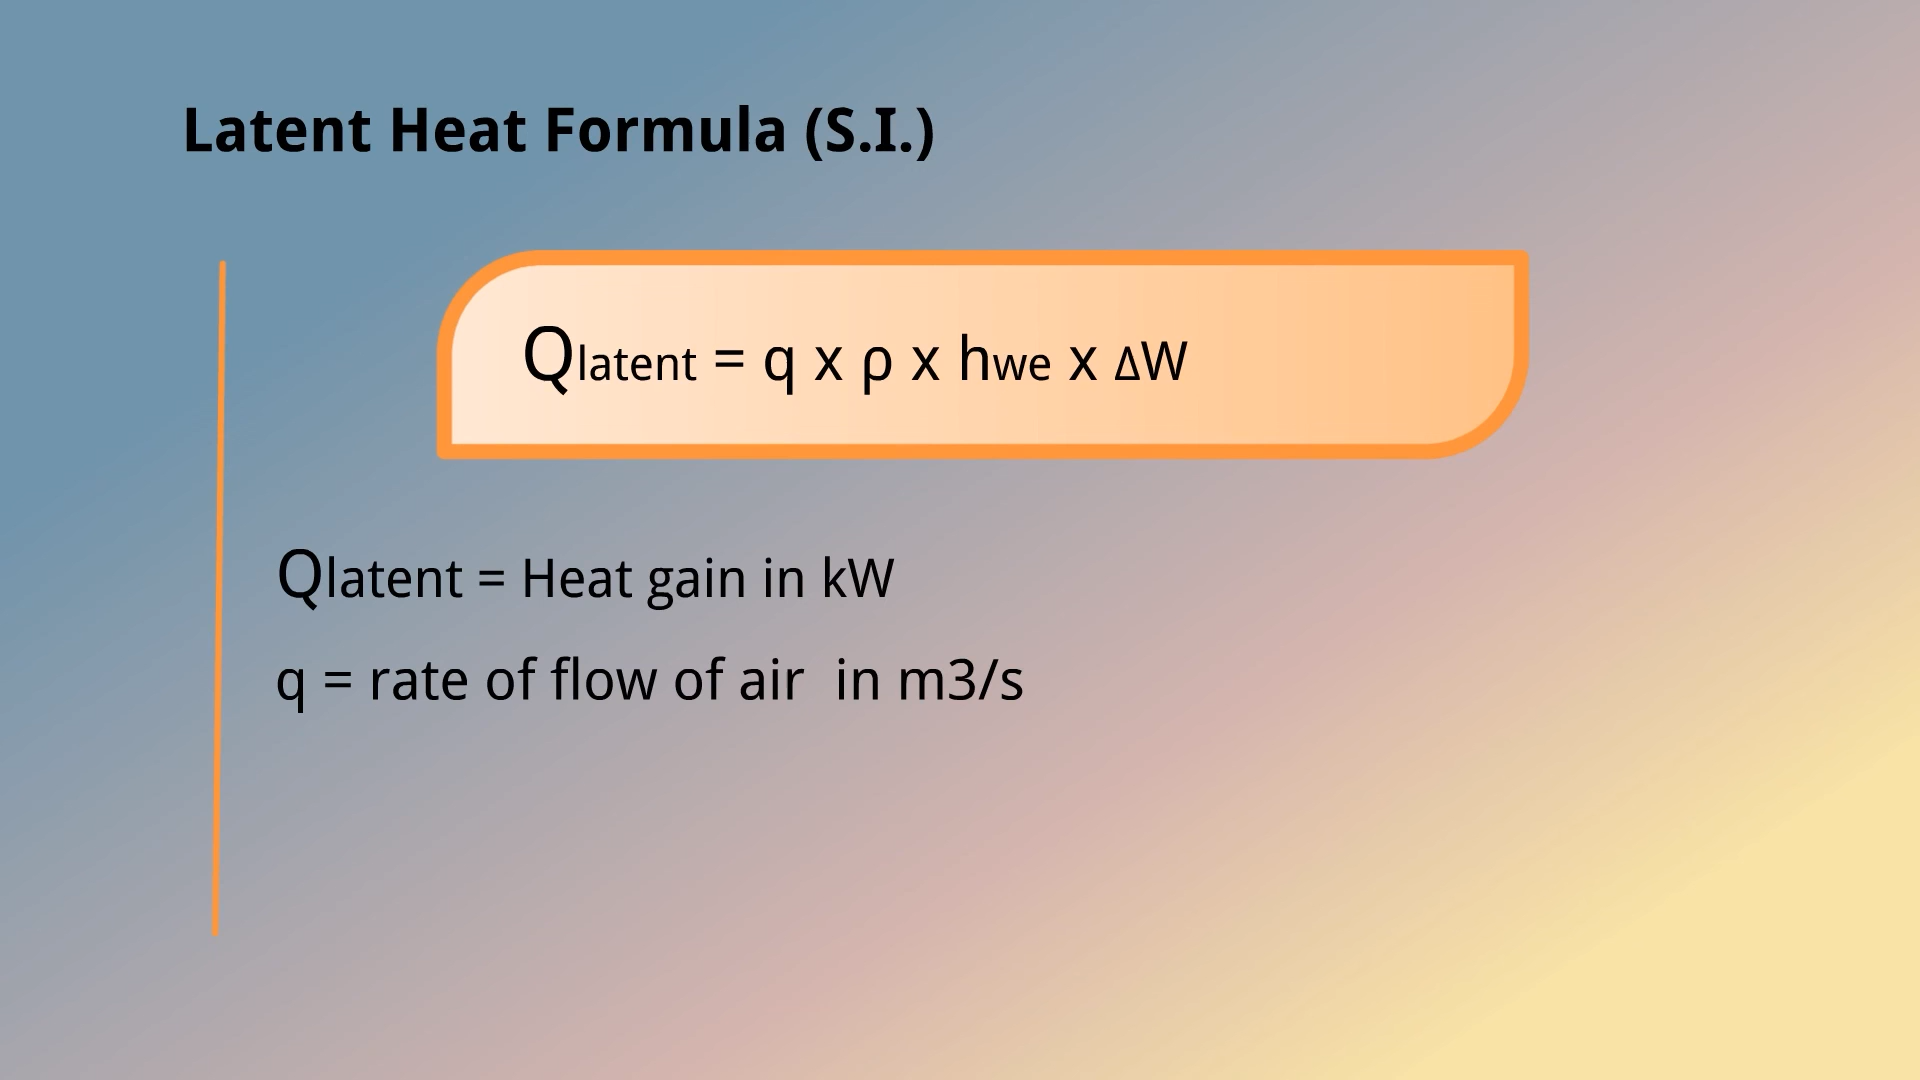 Latent Heat Formula (S.I.)
Qlatent = q x ρ x hwe x ΔW
Qlatent = Heat gain in kW
q = rate of flow of air  in m3/s